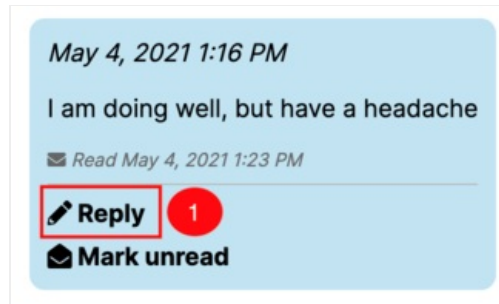 May 4, 2021 1:16 PM
I am doing well, but have a headache
Read May 4, 2021 1:23 PM
Reply 1
Mark unread